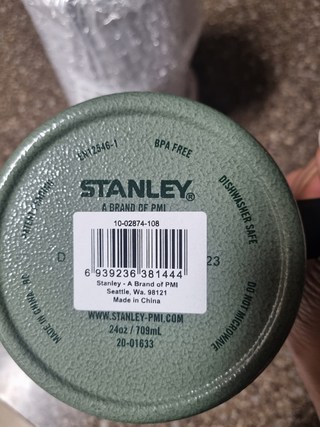 EN12546-1
BPA FREE
DISHWASHER SAFE
DO NOT MICROWAVE
MADE IN CHINA
STANLEY®
A BRAND OF PMI
10-02874-108
6 939236 381444
Stanley - A Brand of PMI
Seattle, Wa. 98121
Made in China
D
23
WWW.STANLEY-PMI.COM
24oz / 709mL
20-01633